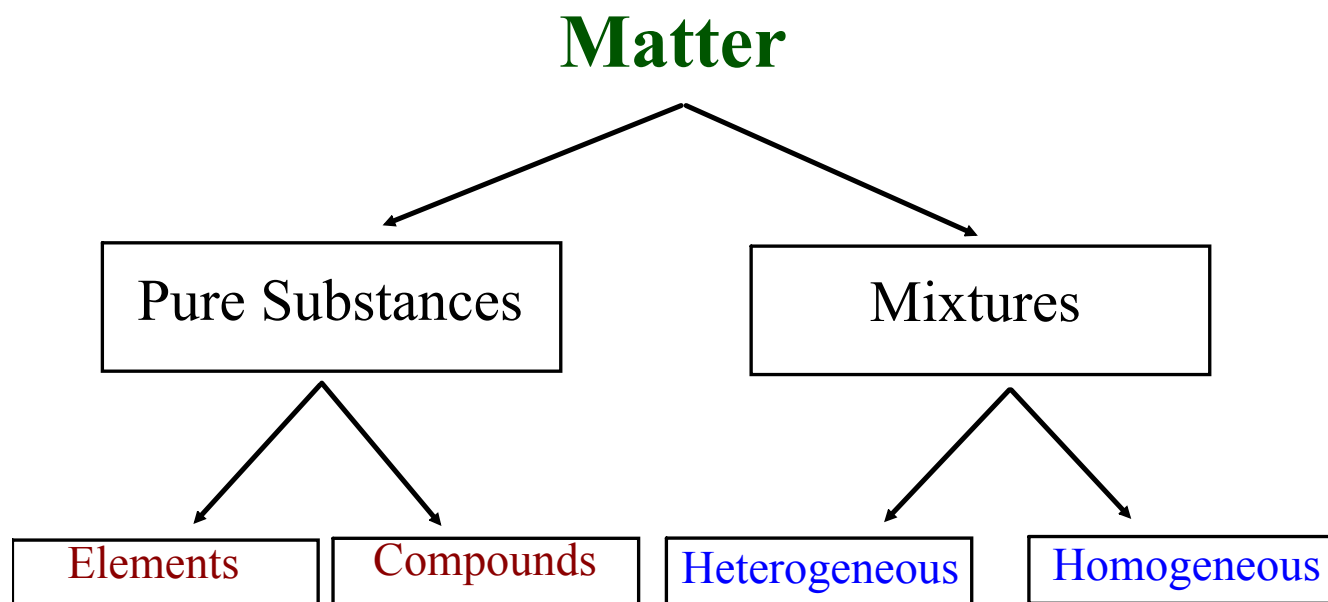 Matter
Pure Substances
Mixtures
Elements
Compounds
Heterogeneous
Homogeneous